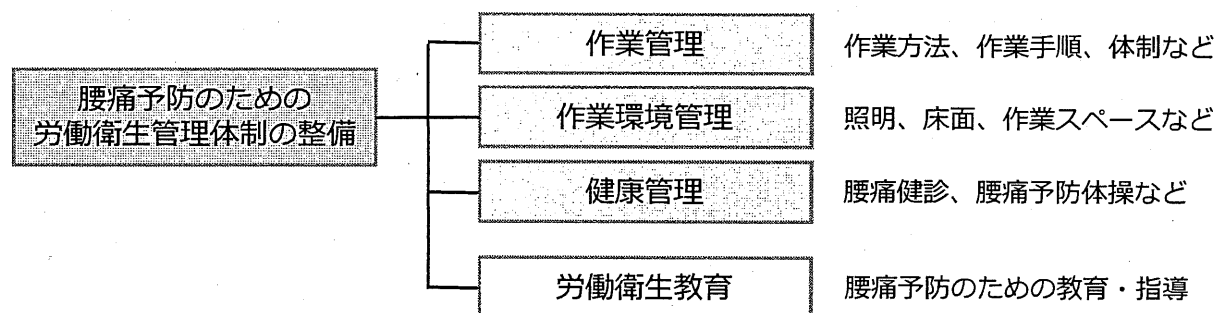 腰痛予防のための
労働衛生管理体制の整備
作業管理
作業方法、作業手順、体制など
作業環境管理
照明、床面、作業スペースなど
健康管理
腰痛健診、腰痛予防体操など
労働衛生教育
腰痛予防のための教育・指導